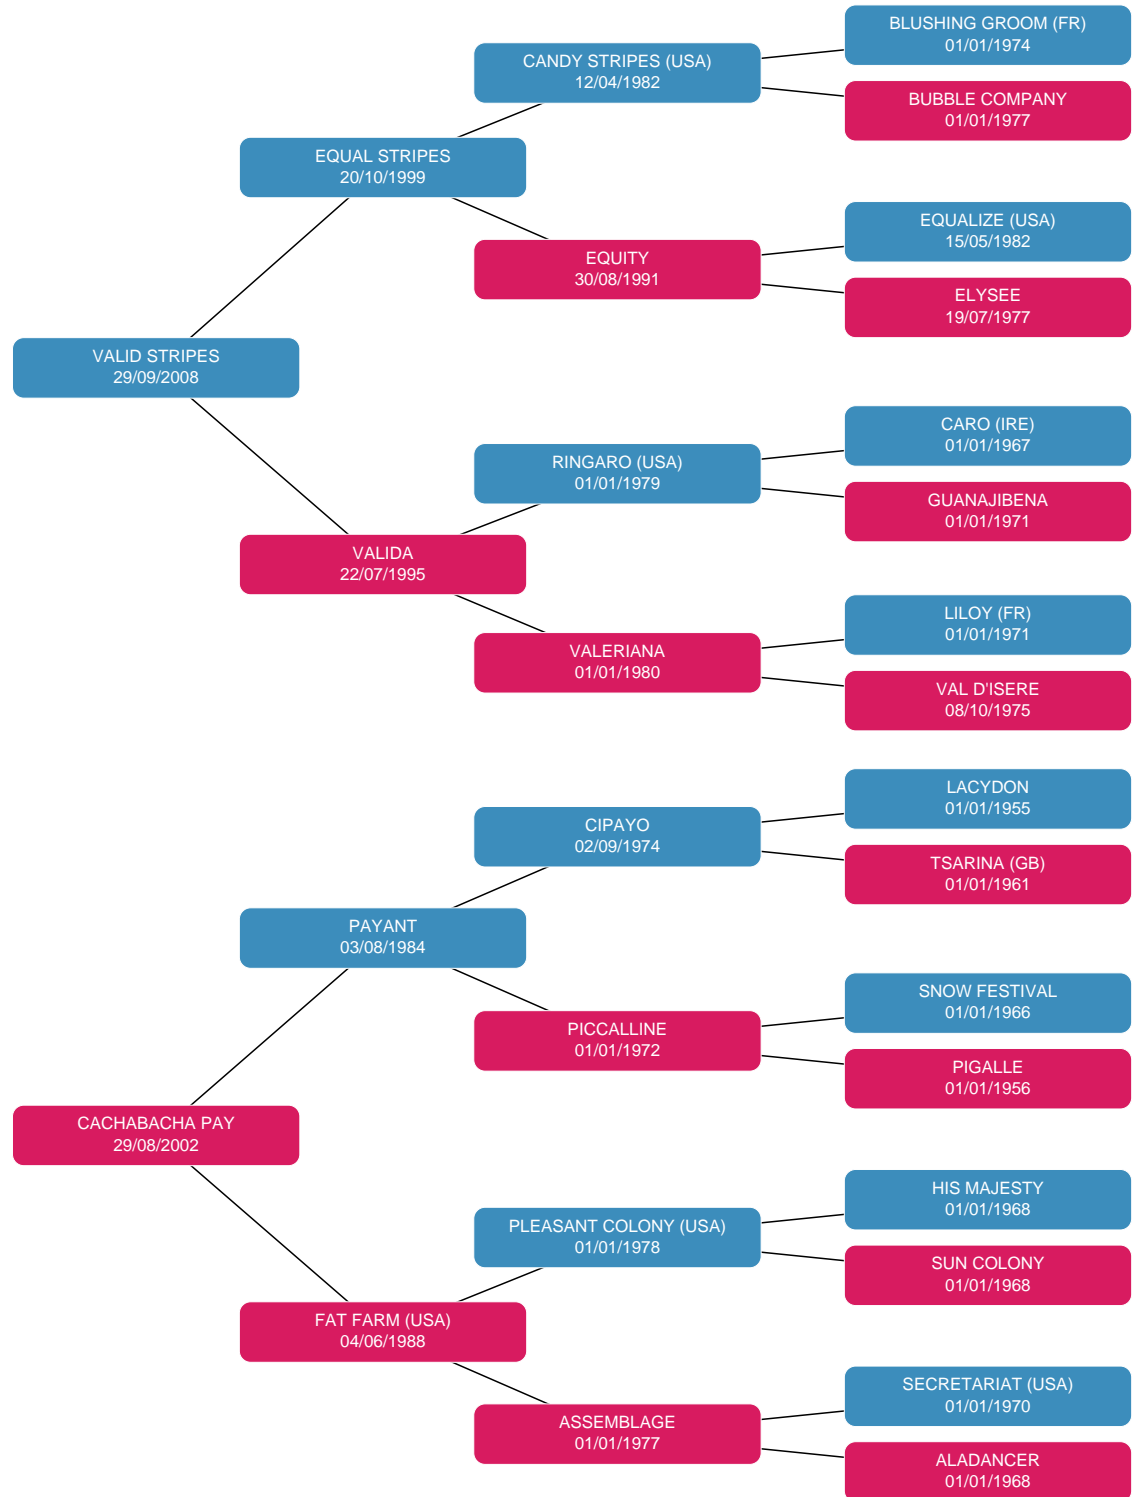 BLUSHING GROOM (FR)
01/01/1974
CANDY STRIPES (USA)
12/04/1982
BUBBLE COMPANY
01/01/1977
EQUAL STRIPES
20/10/1999
EQUALIZE (USA)
15/05/1982
EQUITY
30/08/1991
ELYSEE
19/07/1977
VALID STRIPES
29/09/2008
CARO (IRE)
01/01/1967
RINGARO (USA)
01/01/1979
GUANAJIBENA
01/01/1971
VALIDA
22/07/1995
LILOY (FR)
01/01/1971
VALERIANA
01/01/1980
VAL D'ISERE
08/10/1975
LACYDON
01/01/1955
CIPAYO
02/09/1974
TSARINA (GB)
01/01/1961
PAYANT
03/08/1984
SNOW FESTIVAL
01/01/1966
PICCALLINE
01/01/1972
PIGALLE
01/01/1956
CACHABACHA PAY
29/08/2002
HIS MAJESTY
01/01/1968
PLEASANT COLONY (USA)
01/01/1978
SUN COLONY
01/01/1968
FAT FARM (USA)
04/06/1988
SECRETARIAT (USA)
01/01/1970
ASSEMBLAGE
01/01/1977
ALADANCER
01/01/1968